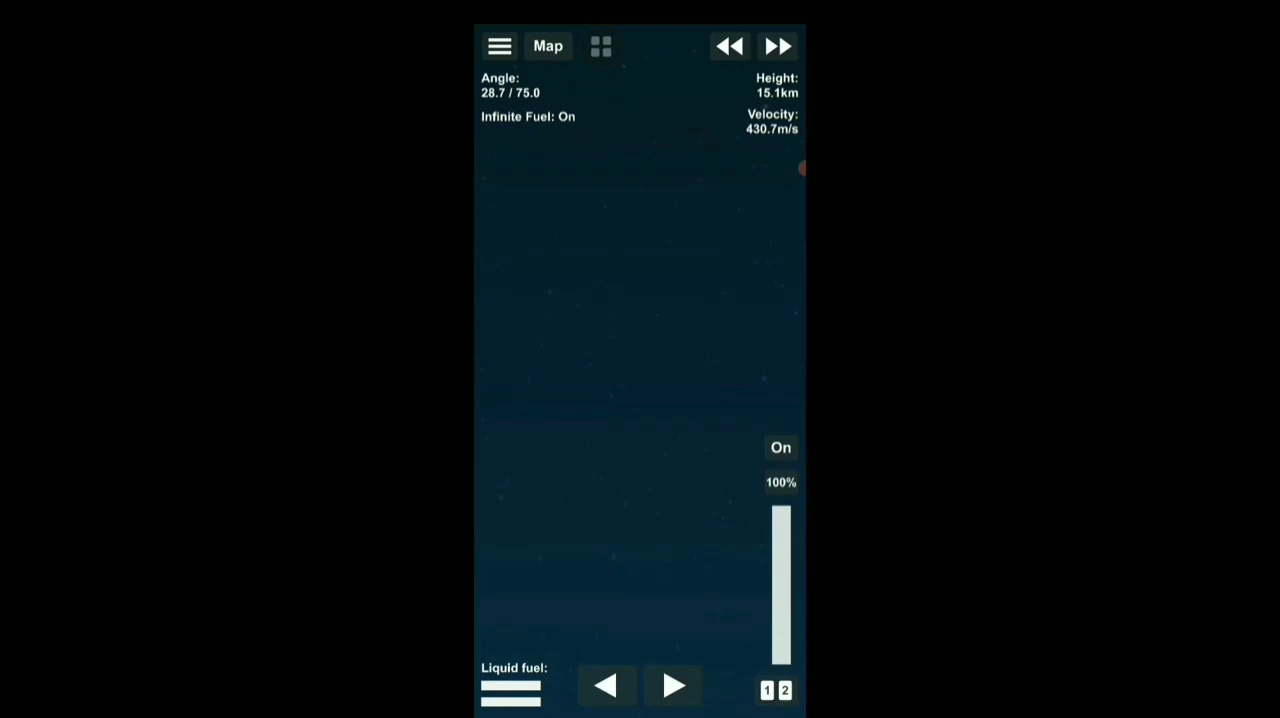 Map
Angle:
28.7 / 75.0
Infinite Fuel: On
Height:
15.1km
Velocity:
430.7m/s
On
100%
Liquid fuel:
1 2